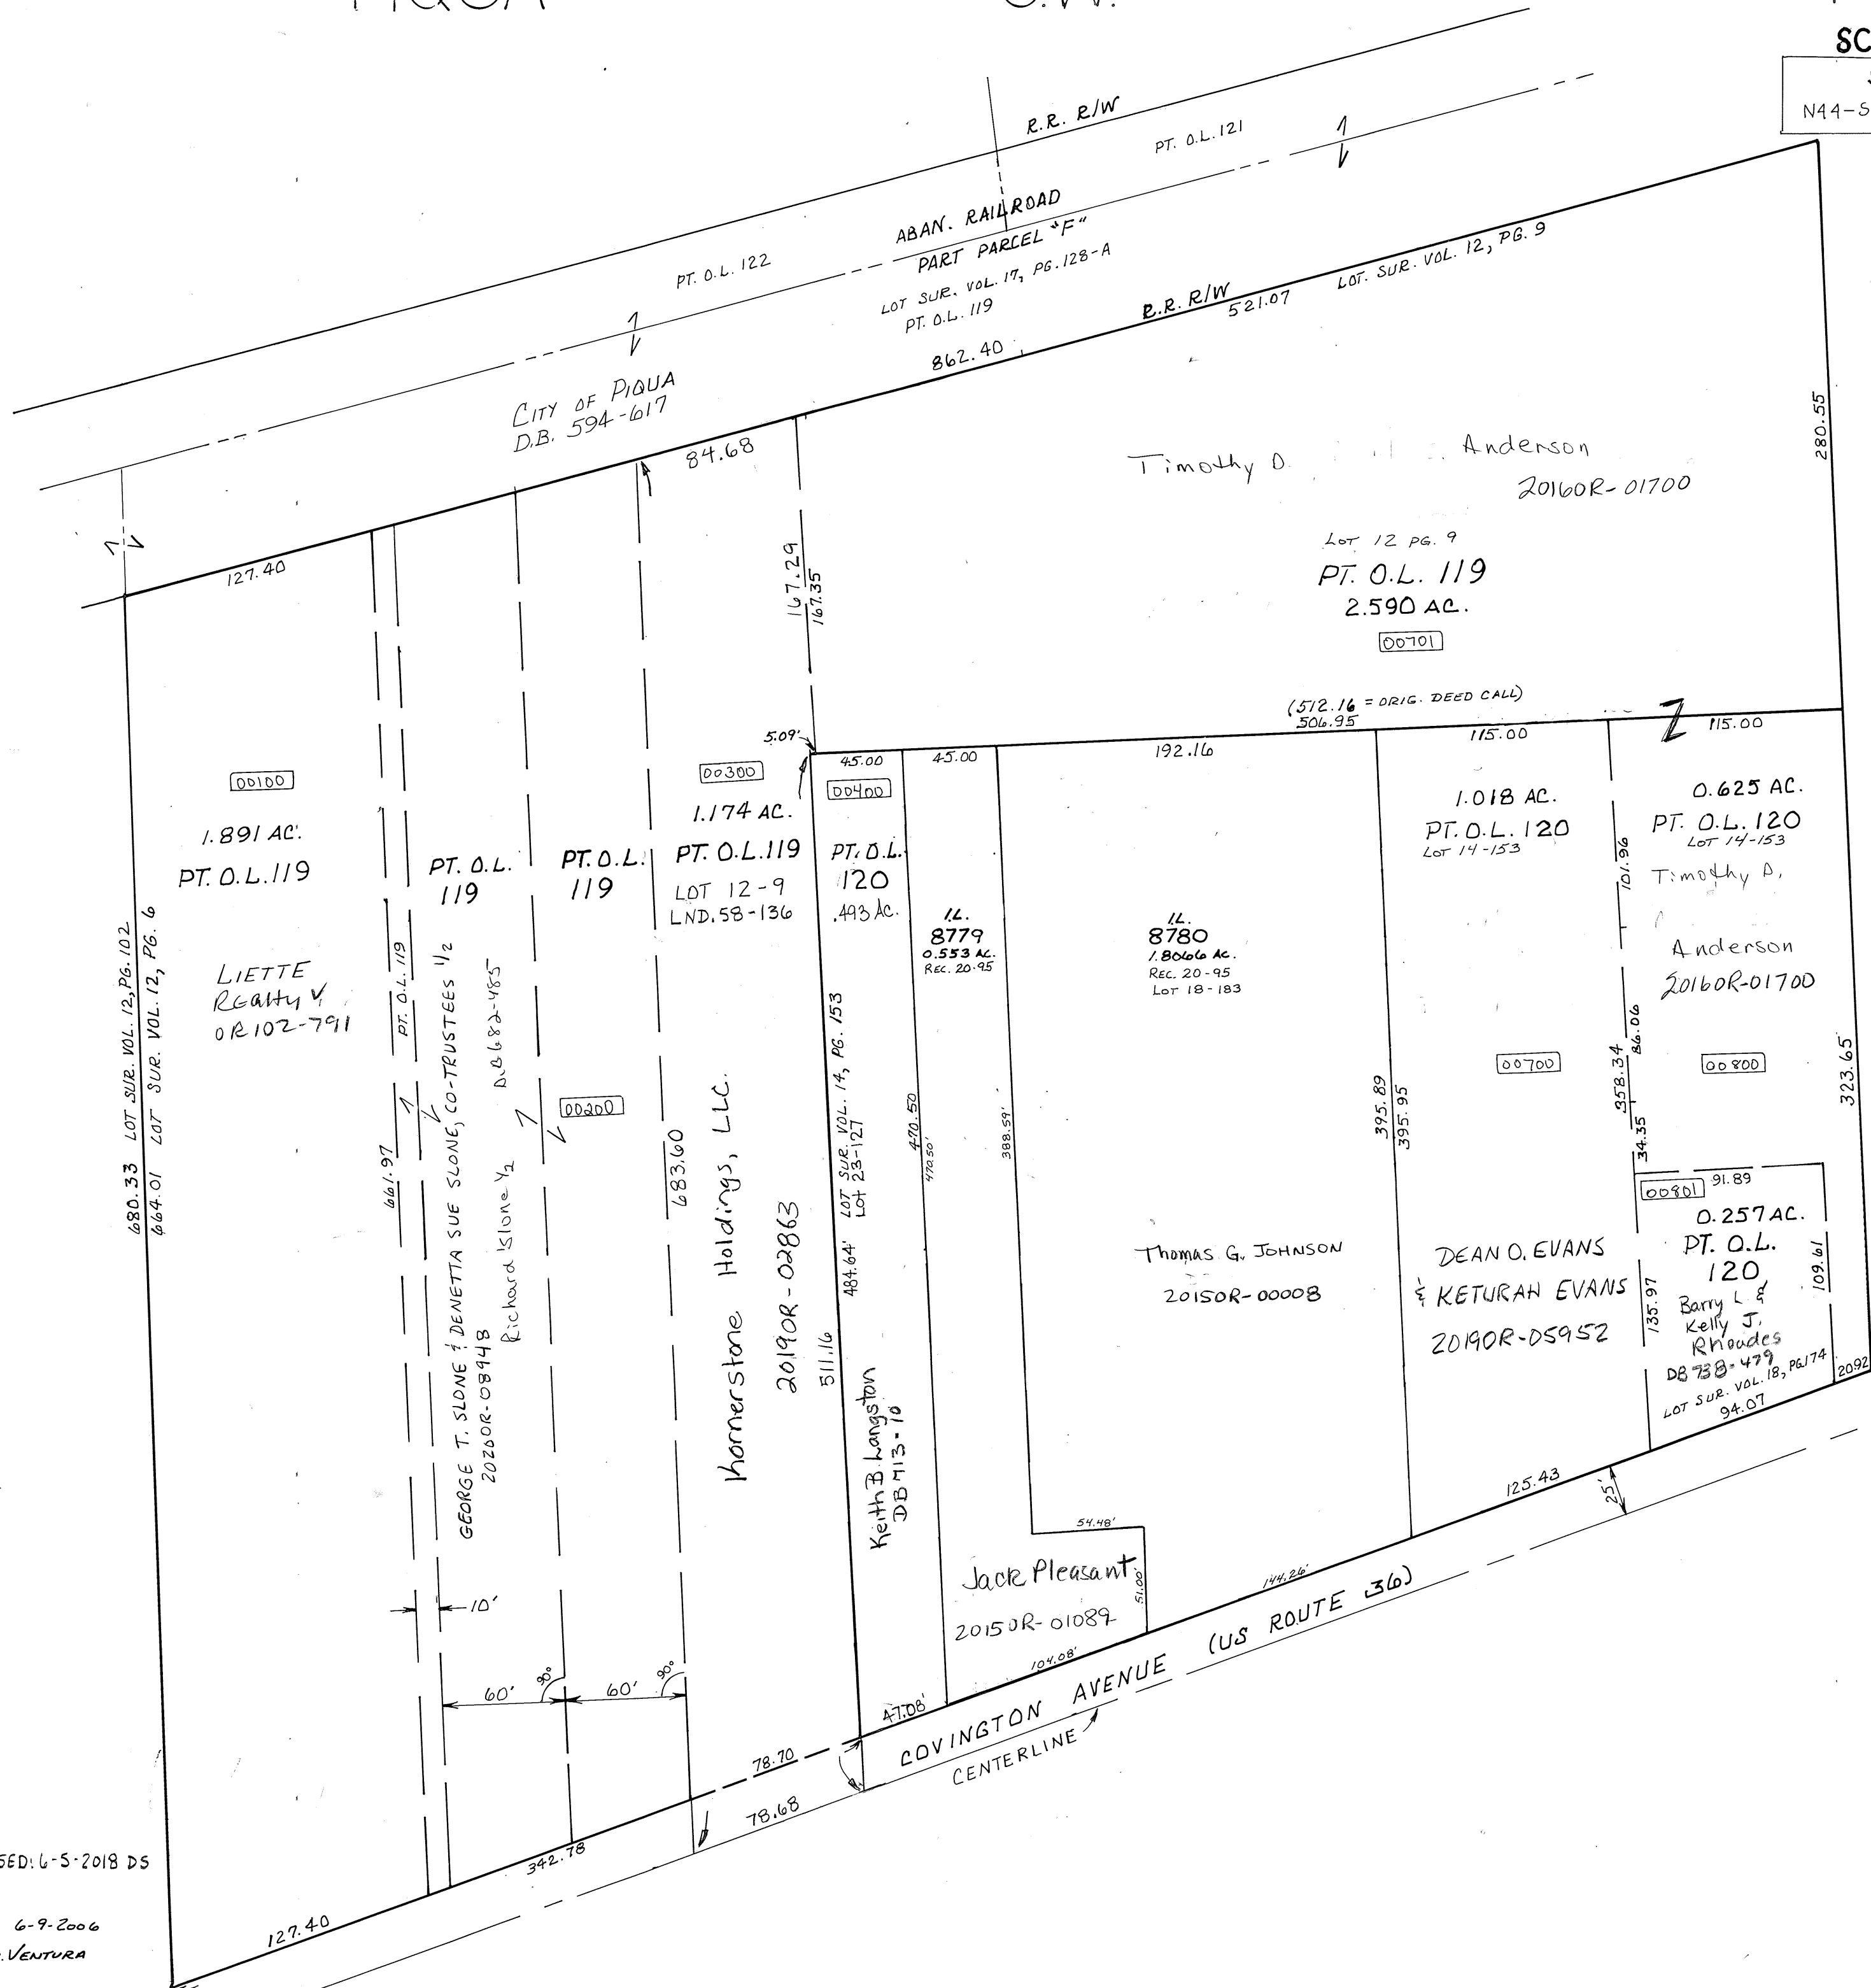 PIQUA
S.W.
SC
N44-S
R.R. R/W
PT. O.L. 121
ABAN. RAILROAD
PART PARCEL "F"
LOT SUR. VOL. 17, PG. 128-A
PT. O.L. 119
PT. O.L. 122
R.R. R/W
521.07
LOT. SUR. VOL. 12, PG. 9
862.40
CITY OF PIQUA
D.B. 594-617
84.68
127.40
280.55
Timothy D. Anderson
2016OR-01700
LOT 12 PG. 9
PT. O.L. 119
2.590 AC.
00701
167.29
167.35
(512.16 = ORIG. DEED CALL)
506.95
5.09'
45.00
45.00
192.16
115.00
115.00
00100
1.891 AC.
PT. O.L. 119
LIETTE
Realty V
OR102-791
680.33 LOT SUR. VOL. 12, PG. 102
664.01 LOT SUR. VOL. 12, PG. 6
661.97
PT. O.L. 119
PT. O.L.
119
GEORGE T. SLONE & DENETTA SUE SLONE, CO-TRUSTEES 1/2
2020OR-08948
Richard Slone 1/2 D.B. 682-485
PT. O.L.
119
00200
683.60
00300
1.174 AC.
PT. O.L. 119
LOT 12-9
LND. 58-136
Kornerstone Holdings, LLC.
2019OR-02863
511.16
00400
PT. O.L.
120
.493 AC.
484.64' LOT SUR. VOL. 14, PG. 153
Lot 23-127
Keith B. Langston
DB 713-10
I.L.
8779
0.553 AC.
REC. 20-95
470.50
470.50'
388.59'
I.L.
8780
1.8066 AC.
REC. 20-95
LOT 18-183
Thomas G. JOHNSON
2015OR-00008
395.89
395.95
1.018 AC.
PT. O.L. 120
LOT 14-153
00700
DEAN O. EVANS
& KETURAH EVANS
2019OR-05952
101.96
86.06
358.34
34.35
135.97
0.625 AC.
PT. O.L. 120
LOT 14-153
Timothy D.
Anderson
2016OR-01700
00800
323.65
00801
91.89
0.257 AC.
PT. O.L.
120
Barry L. &
Kelly J.
Rhoades
DB 738-479
LOT SUR. VOL. 18, PG. 174
94.07
109.61
20.92
54.48'
51.00'
Jack Pleasant
2015OR-01089
10'
60'
90°
60'
90°
47.08'
104.08'
144.26'
125.43
25'
COVINGTON AVENUE (US ROUTE 36)
CENTERLINE
78.70
78.68
342.78
127.40
SED: 6-5-2018 DS
6-9-2006
. VENTURA